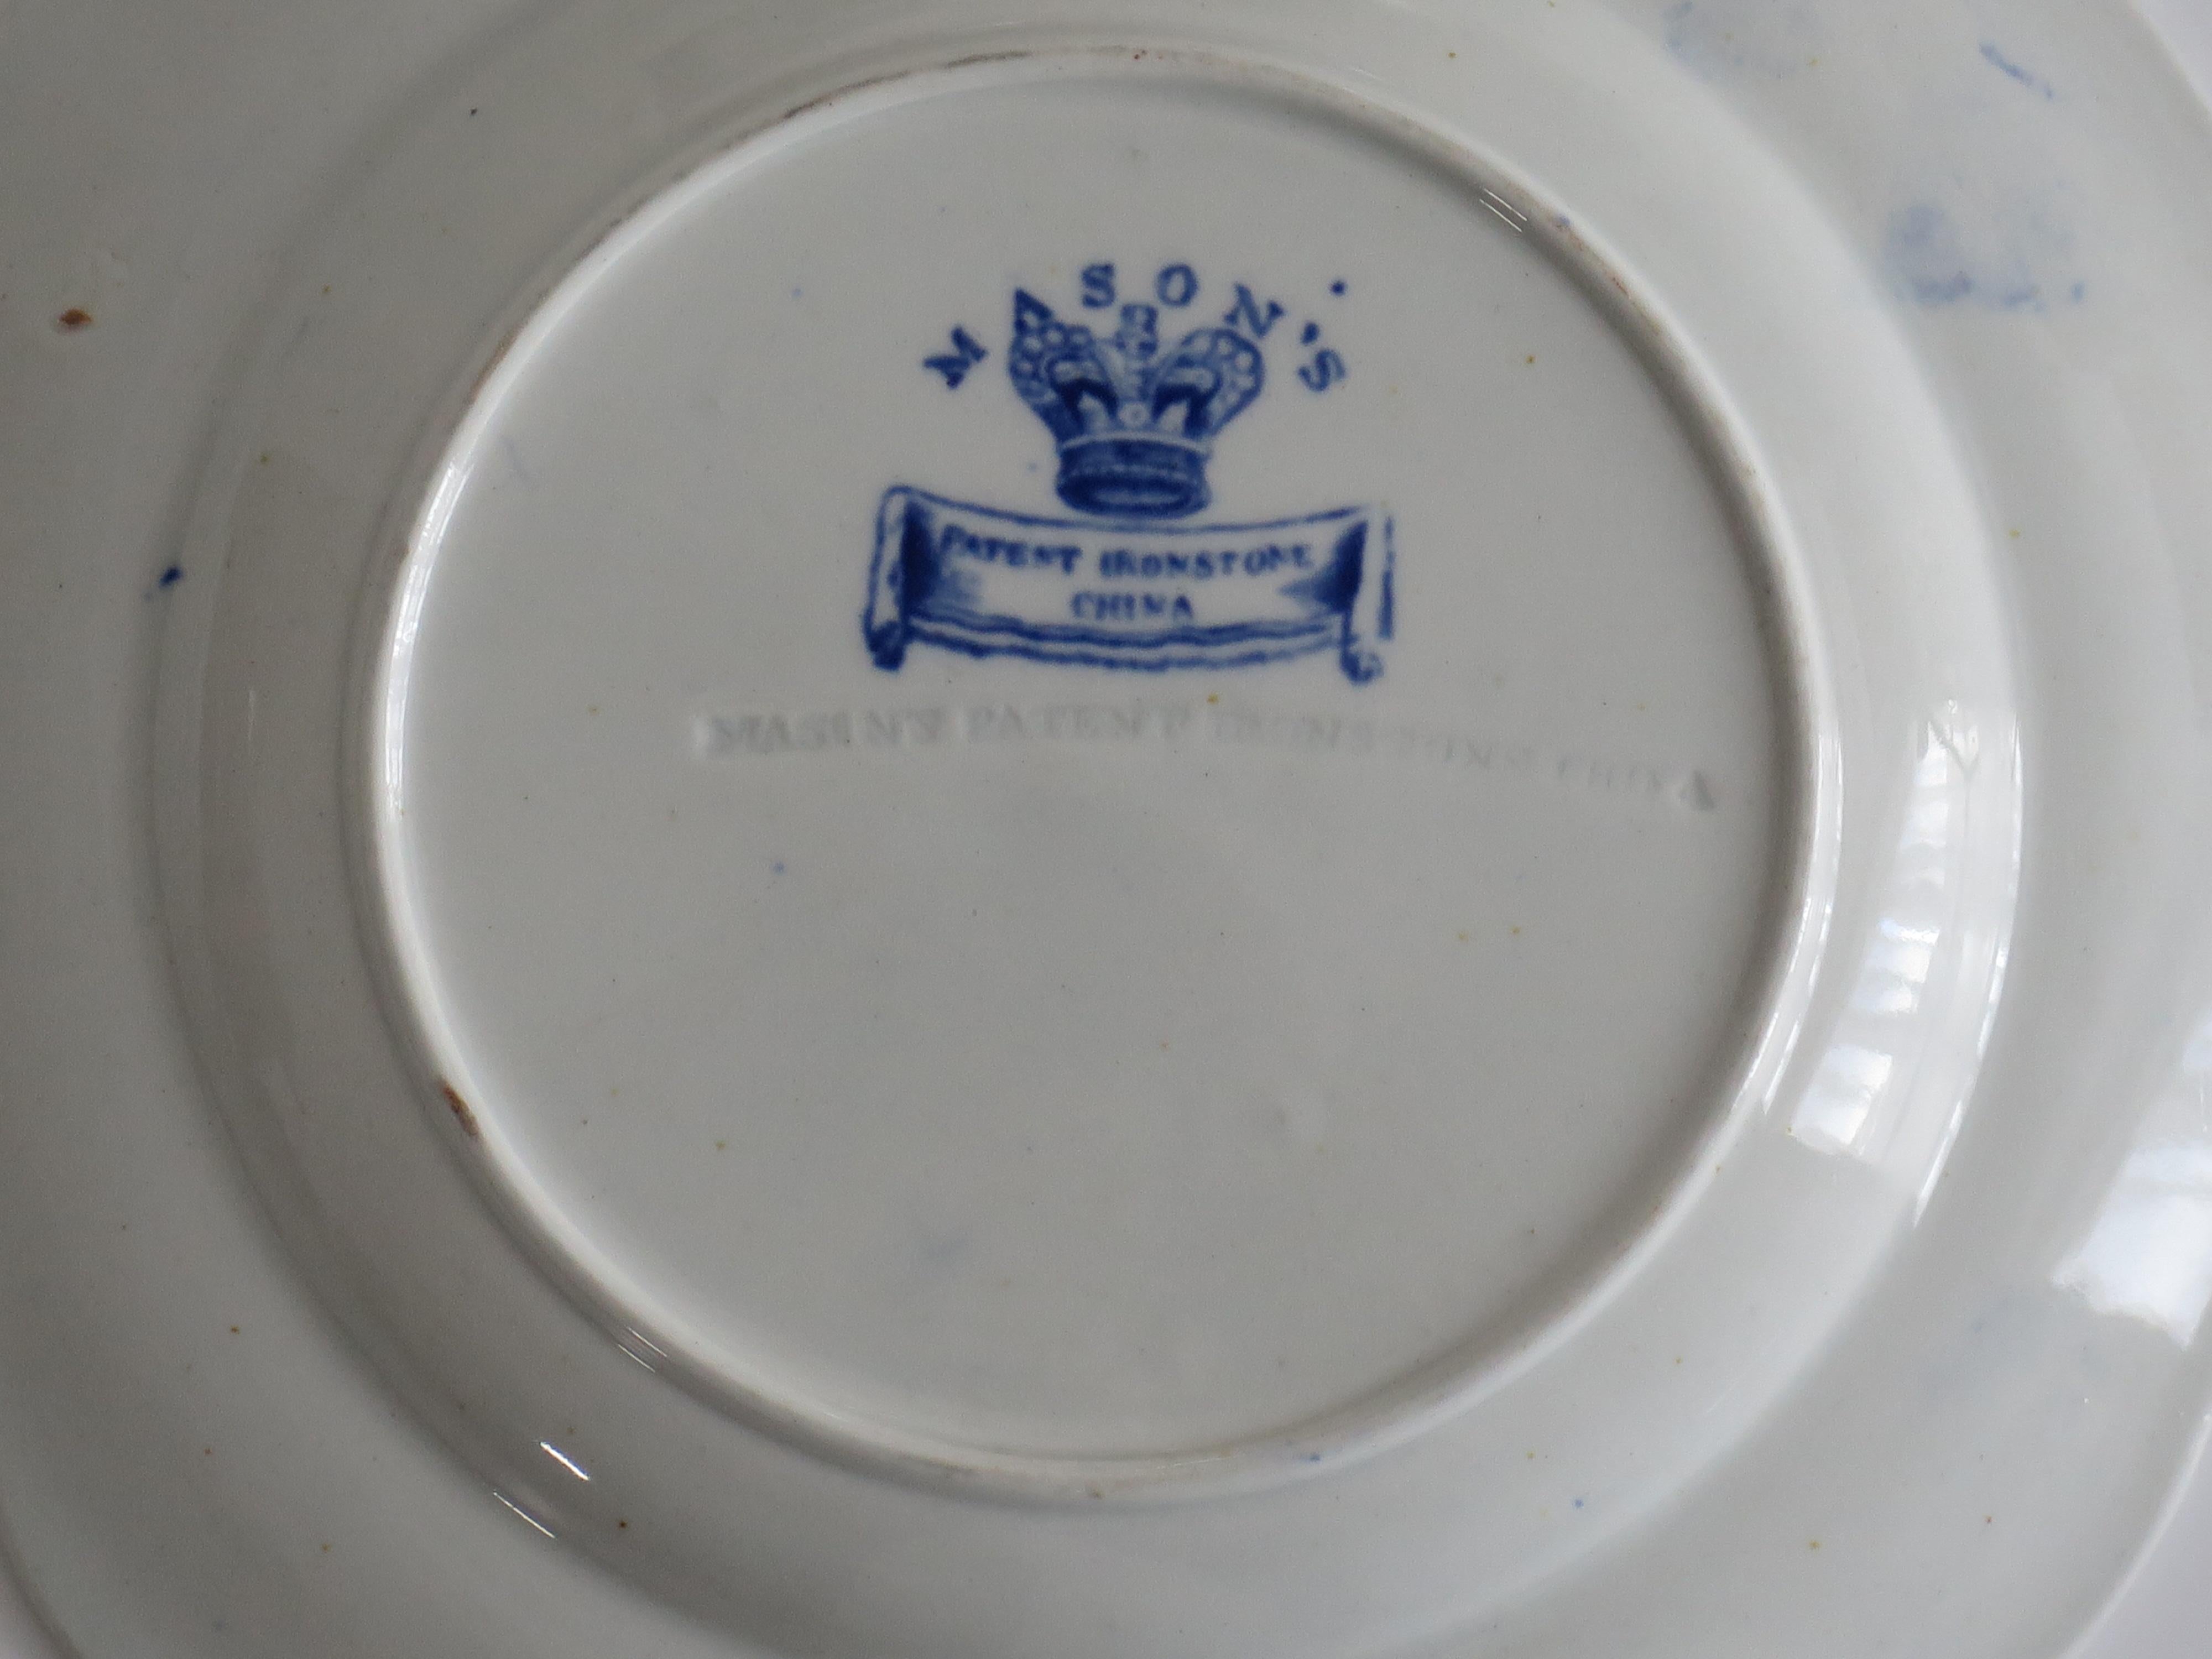 MASON'S
PATENT IRONSTONE
CHINA
MASON'S PATENT IRONSTONE CHINA